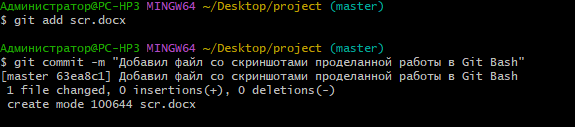 Администратор@PC-HP3 MINGW64 ~/Desktop/project (master)
$ git add scr.docx
Администратор@PC-HP3 MINGW64 ~/Desktop/project (master)
$ git commit -m "Добавил файл со скриншотами проделанной работы в Git Bash"
[master 63ea8c1] Добавил файл со скриншотами проделанной работы в Git Bash
 1 file changed, 0 insertions(+), 0 deletions(-)
 create mode 100644 scr.docx